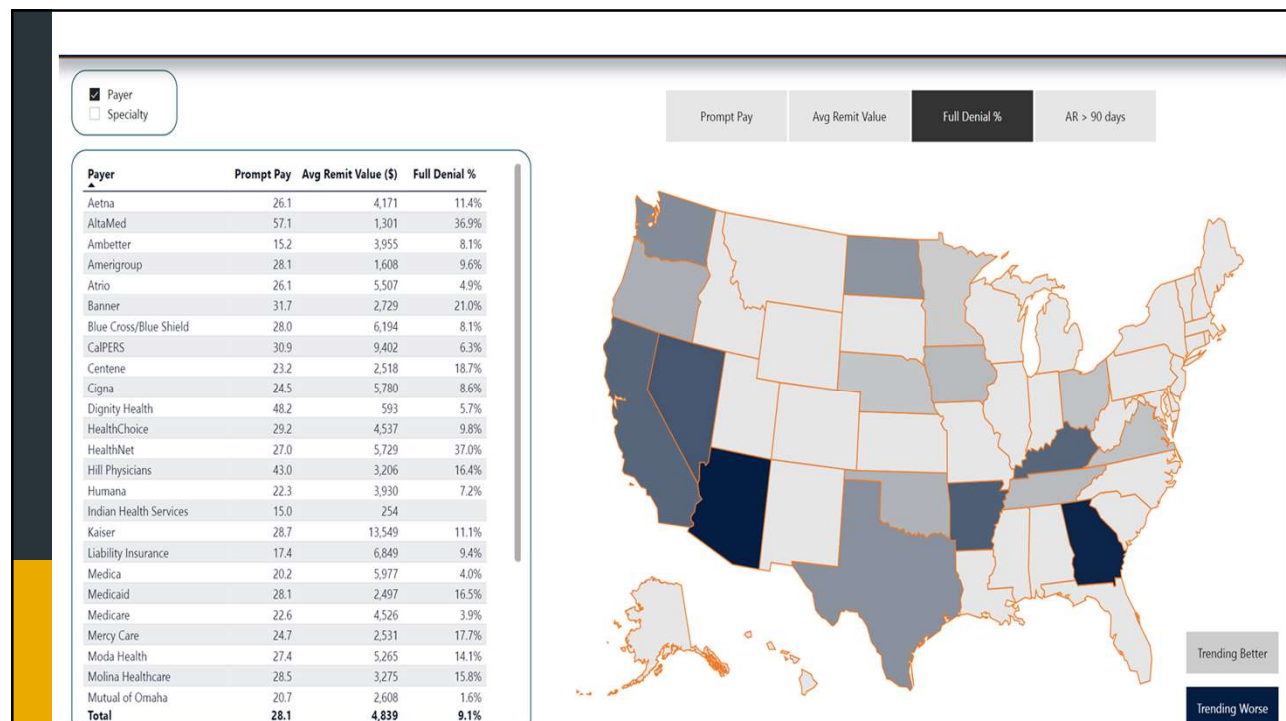 Payer
Specialty
Prompt Pay Avg Remit Value Full Denial % AR > 90 days
Payer Prompt Pay Avg Remit Value ($) Full Denial %
Aetna 26.1 4,171 11.4%
AltaMed 57.1 1,301 36.9%
Ambetter 15.2 3,955 8.1%
Amerigroup 28.1 1,608 9.6%
Atrio 26.1 5,507 4.9%
Banner 31.7 2,729 21.0%
Blue Cross/Blue Shield 28.0 6,194 8.1%
CalPERS 30.9 9,402 6.3%
Centene 23.2 2,518 18.7%
Cigna 24.5 5,780 8.6%
Dignity Health 48.2 593 5.7%
HealthChoice 29.2 4,537 9.8%
HealthNet 27.0 5,729 37.0%
Hill Physicians 43.0 3,206 16.4%
Humana 22.3 3,930 7.2%
Indian Health Services 15.0 254
Kaiser 28.7 13,549 11.1%
Liability Insurance 17.4 6,849 9.4%
Medica 20.2 5,977 4.0%
Medicaid 28.1 2,497 16.5%
Medicare 22.6 4,526 3.9%
Mercy Care 24.7 2,531 17.7%
Moda Health 27.4 5,265 14.1%
Molina Healthcare 28.5 3,275 15.8%
Mutual of Omaha 20.7 2,608 1.6%
Total 28.1 4,839 9.1%
Trending Better
Trending Worse